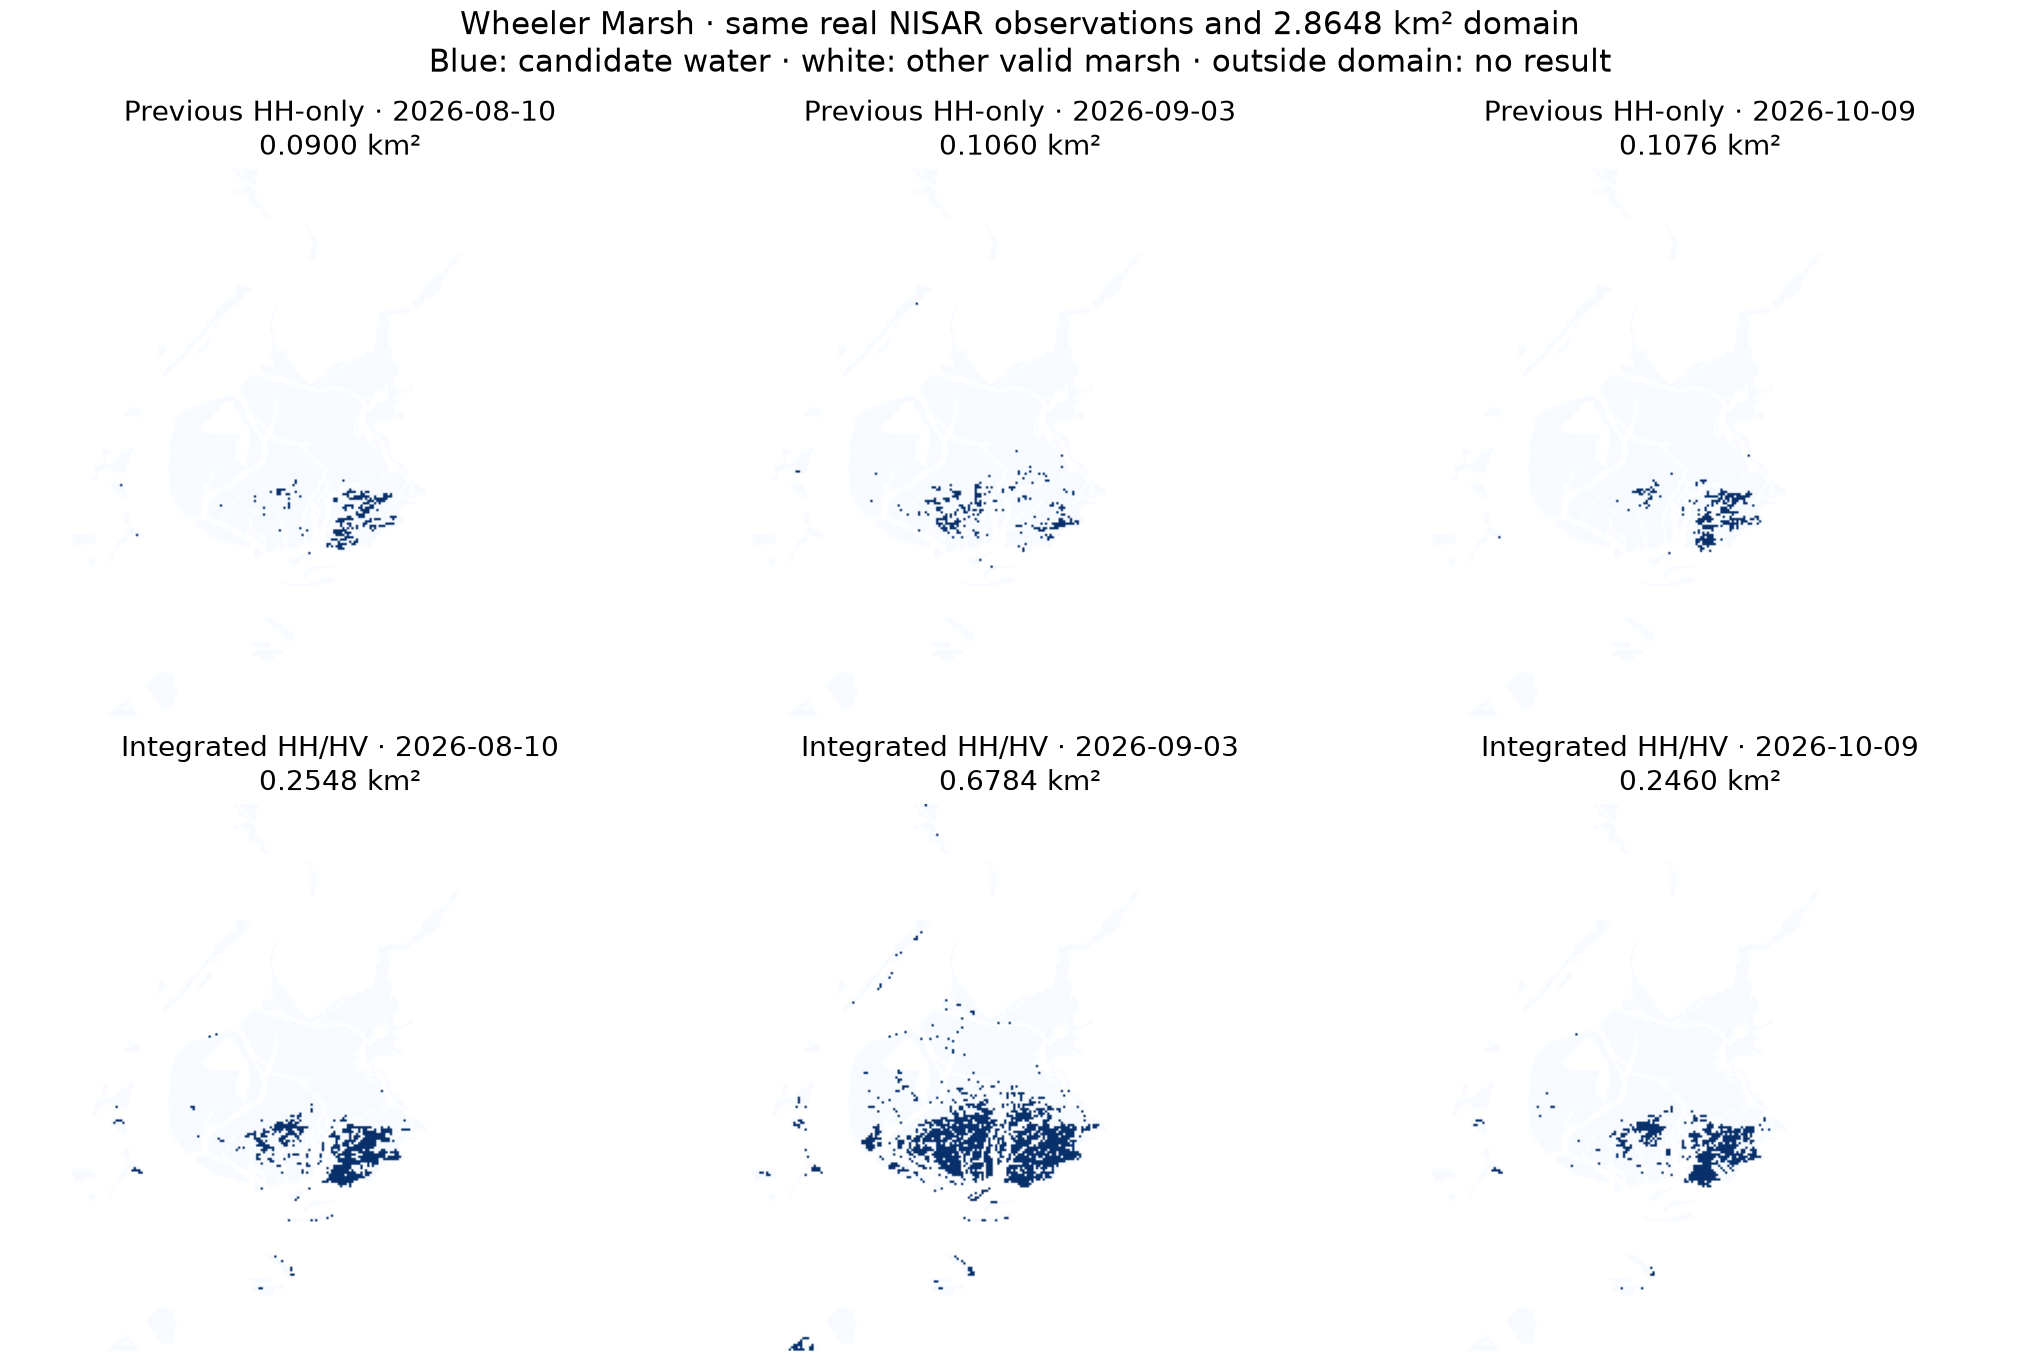 Wheeler Marsh · same real NISAR observations and 2.8648 km² domain
Blue: candidate water · white: other valid marsh · outside domain: no result
Previous HH-only · 2026-08-10
0.0900 km²
Previous HH-only · 2026-09-03
0.1060 km²
Previous HH-only · 2026-10-09
0.1076 km²
Integrated HH/HV · 2026-08-10
0.2548 km²
Integrated HH/HV · 2026-09-03
0.6784 km²
Integrated HH/HV · 2026-10-09
0.2460 km²